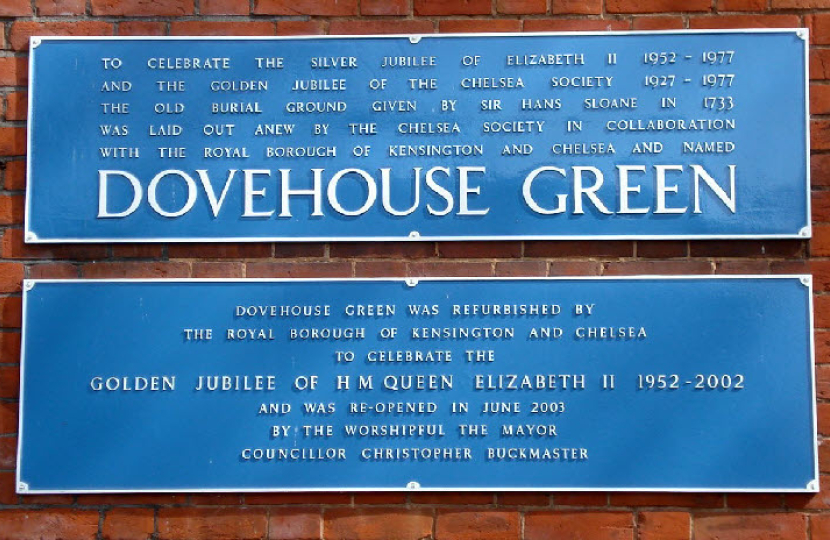 TO CELEBRATE THE SILVER JUBILEE OF ELIZABETH II 1952 - 1977
AND THE GOLDEN JUBILEE OF THE CHELSEA SOCIETY 1927 - 1977
THE OLD BURIAL GROUND GIVEN BY SIR HANS SLOANE IN 1733
WAS LAID OUT ANEW BY THE CHELSEA SOCIETY IN COLLABORATION
WITH THE ROYAL BOROUGH OF KENSINGTON AND CHELSEA AND NAMED
DOVEHOUSE GREEN
DOVEHOUSE GREEN WAS REFURBISHED BY
THE ROYAL BOROUGH OF KENSINGTON AND CHELSEA
TO CELEBRATE THE
GOLDEN JUBILEE OF H M QUEEN ELIZABETH II 1952-2002
AND WAS RE-OPENED IN JUNE 2003
BY THE WORSHIPFUL THE MAYOR
COUNCILLOR CHRISTOPHER BUCKMASTER